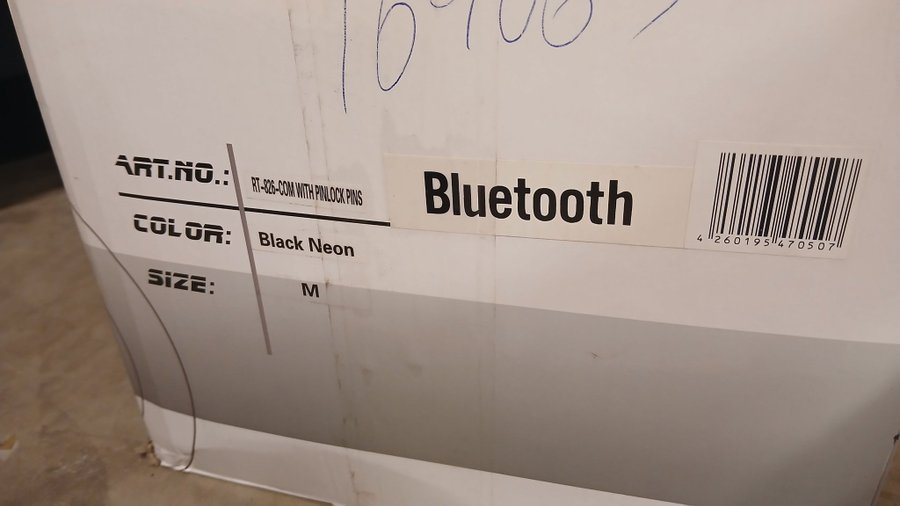 ART.NO.: RT-826-COM WITH PINLOCK PINS
Bluetooth
4 260195 470507
COLOR: Black Neon
SIZE: M